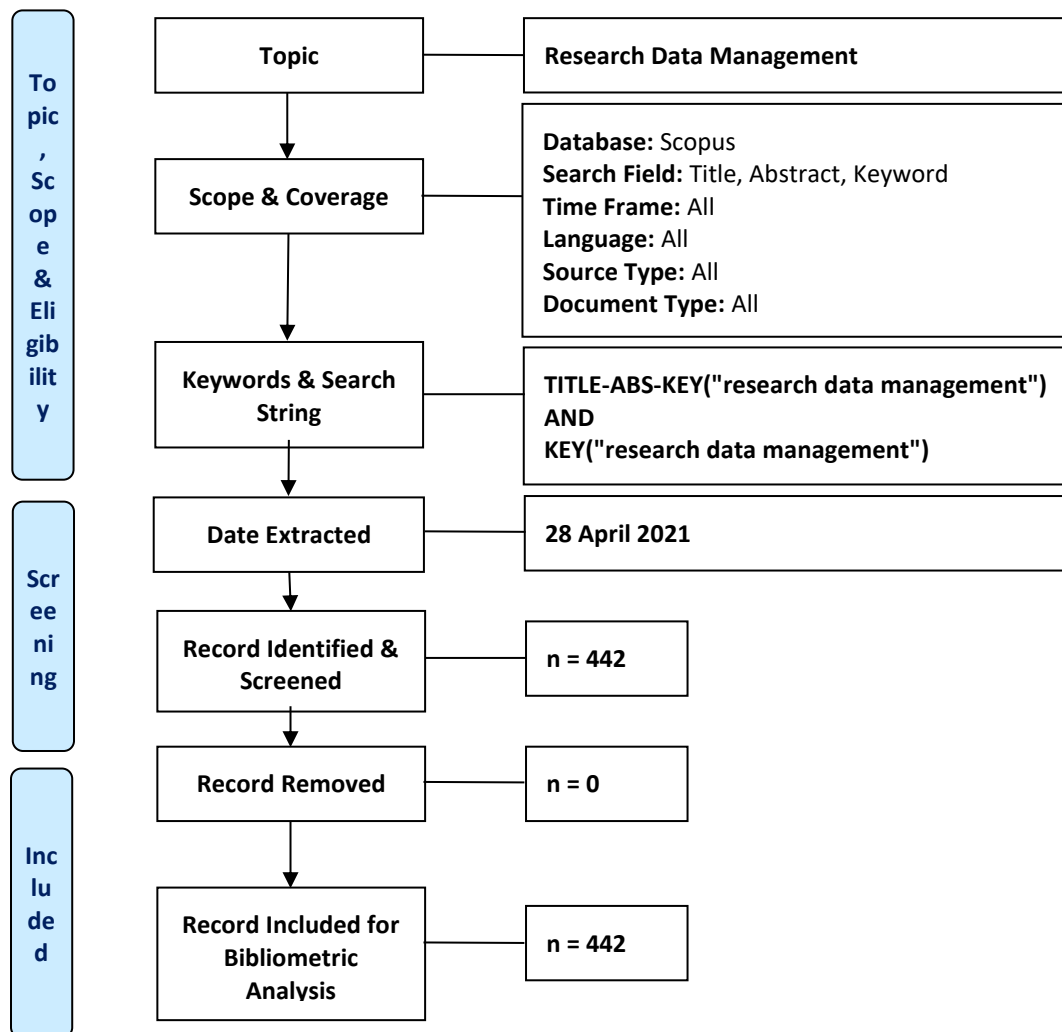 To
pic
,
Sc
op
e
&
Eli
gib
ilit
y
Topic
Research Data Management
Scope & Coverage
Database: Scopus
Search Field: Title, Abstract, Keyword
Time Frame: All
Language: All
Source Type: All
Document Type: All
Keywords & Search
String
TITLE-ABS-KEY("research data management")
AND
KEY("research data management")
Scr
ee
ni
ng
Date Extracted
28 April 2021
Record Identified &
Screened
n = 442
Inc
lu
de
d
Record Removed
n = 0
Record Included for
Bibliometric
Analysis
n = 442